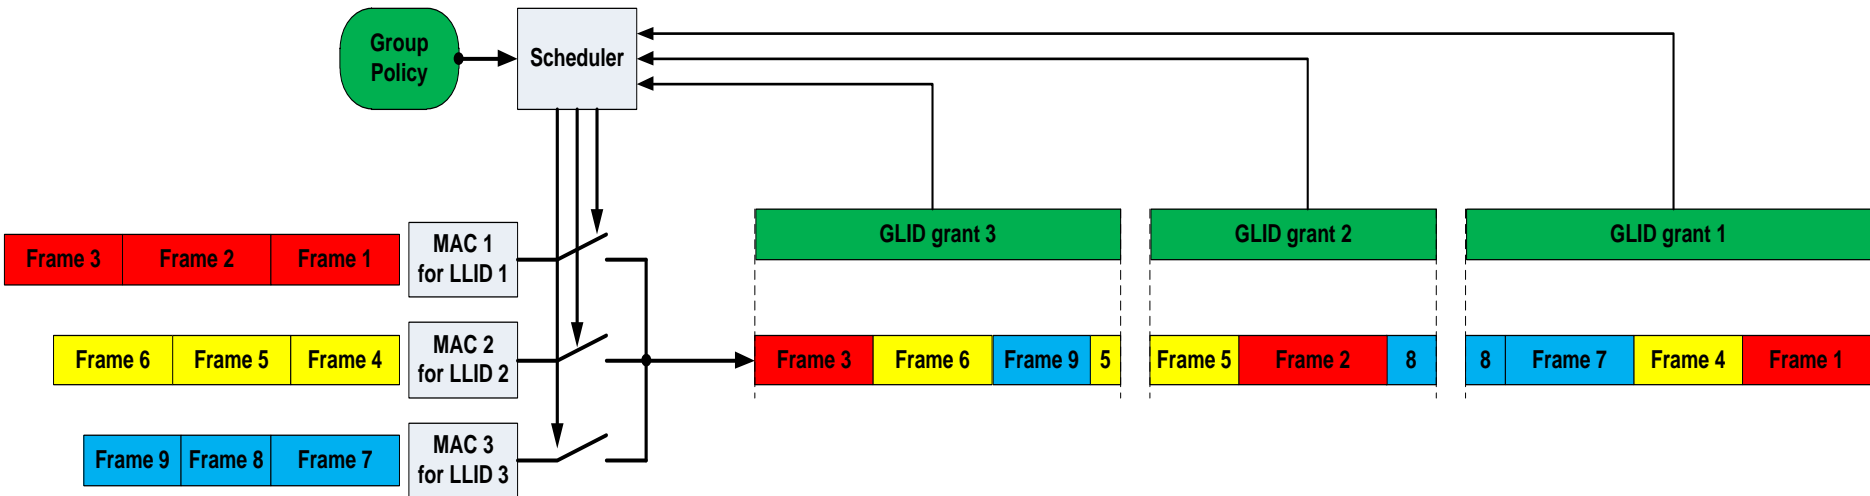 Group
Policy
Scheduler
GLID grant 3
GLID grant 2
GLID grant 1
Frame 3
Frame 2
Frame 1
MAC 1
for LLID 1
Frame 6
Frame 5
Frame 4
MAC 2
for LLID 2
Frame 3
Frame 6
Frame 9
5
Frame 5
Frame 2
8
8
Frame 7
Frame 4
Frame 1
Frame 9
Frame 8
Frame 7
MAC 3
for LLID 3